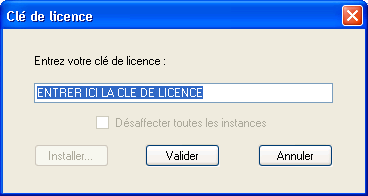 Clé de licence
Entrez votre clé de licence :
ENTRER ICI LA CLE DE LICENCE
Désaffecter toutes les instances
Installer... Valider Annuler